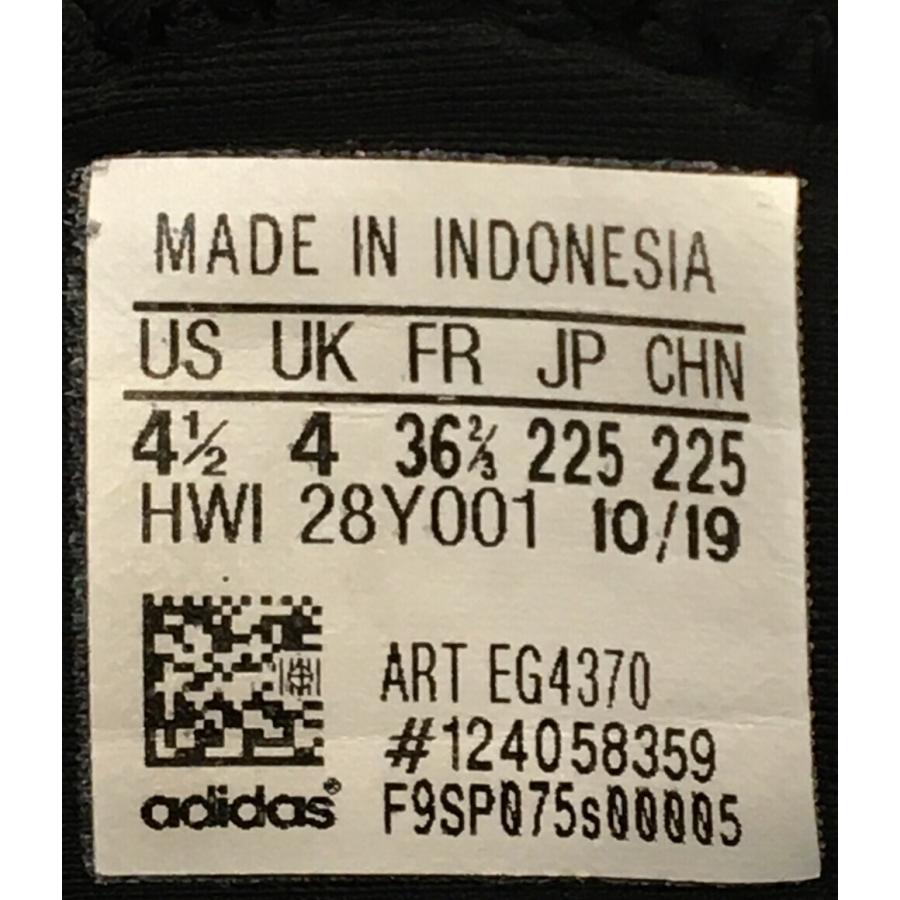 MADE IN INDONESIA
US UK FR JP CHN
4½ 4 36⅔ 225 225
HWI 28Y001 10/19
ART EG4370
#124058359
adidas® F9SP075s00005